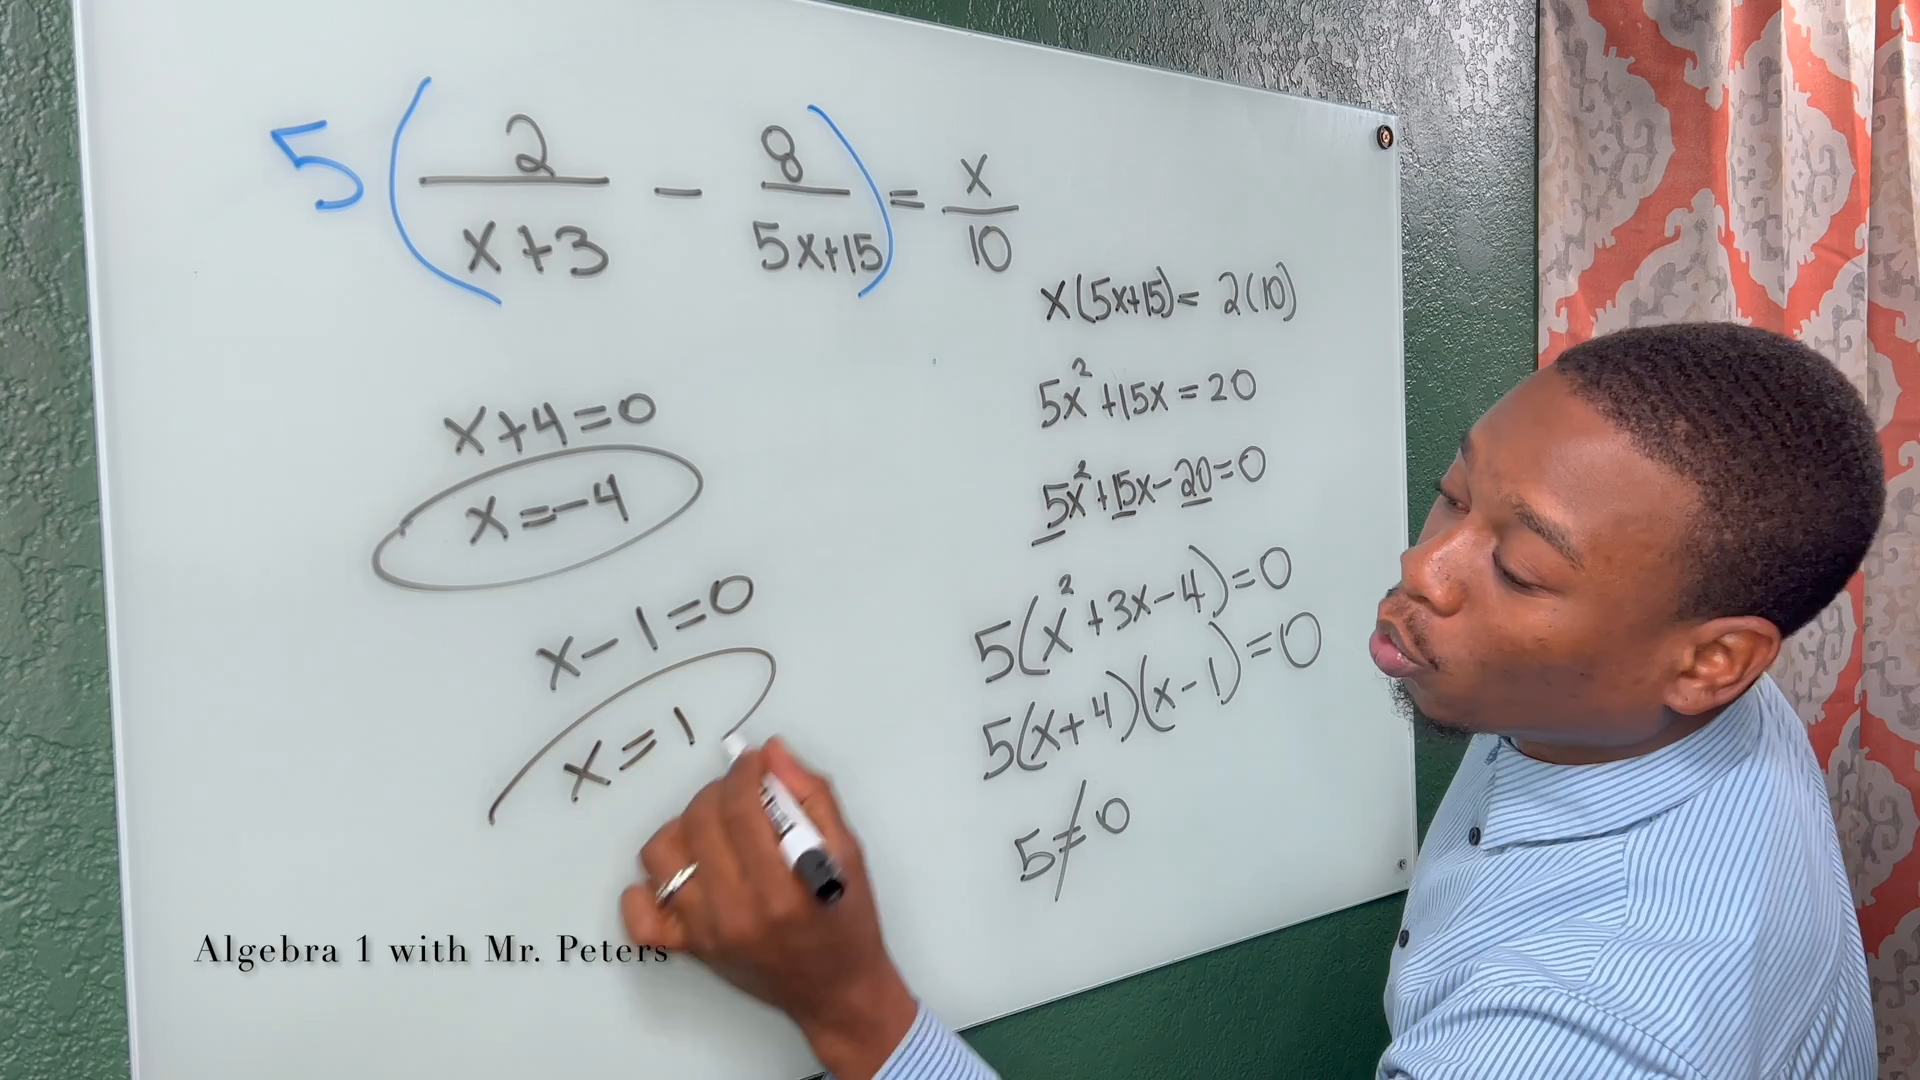 5(2/(x+3) - 8/(5x+15)) = x/10
x(5x+15) = 2(10)
5x²+15x=20
5x²+15x-20=0
5(x²+3x-4)=0
5(x+4)(x-1)=0
5≠0
x+4=0
x=-4
x-1=0
x=1
Algebra 1 with Mr. Peters